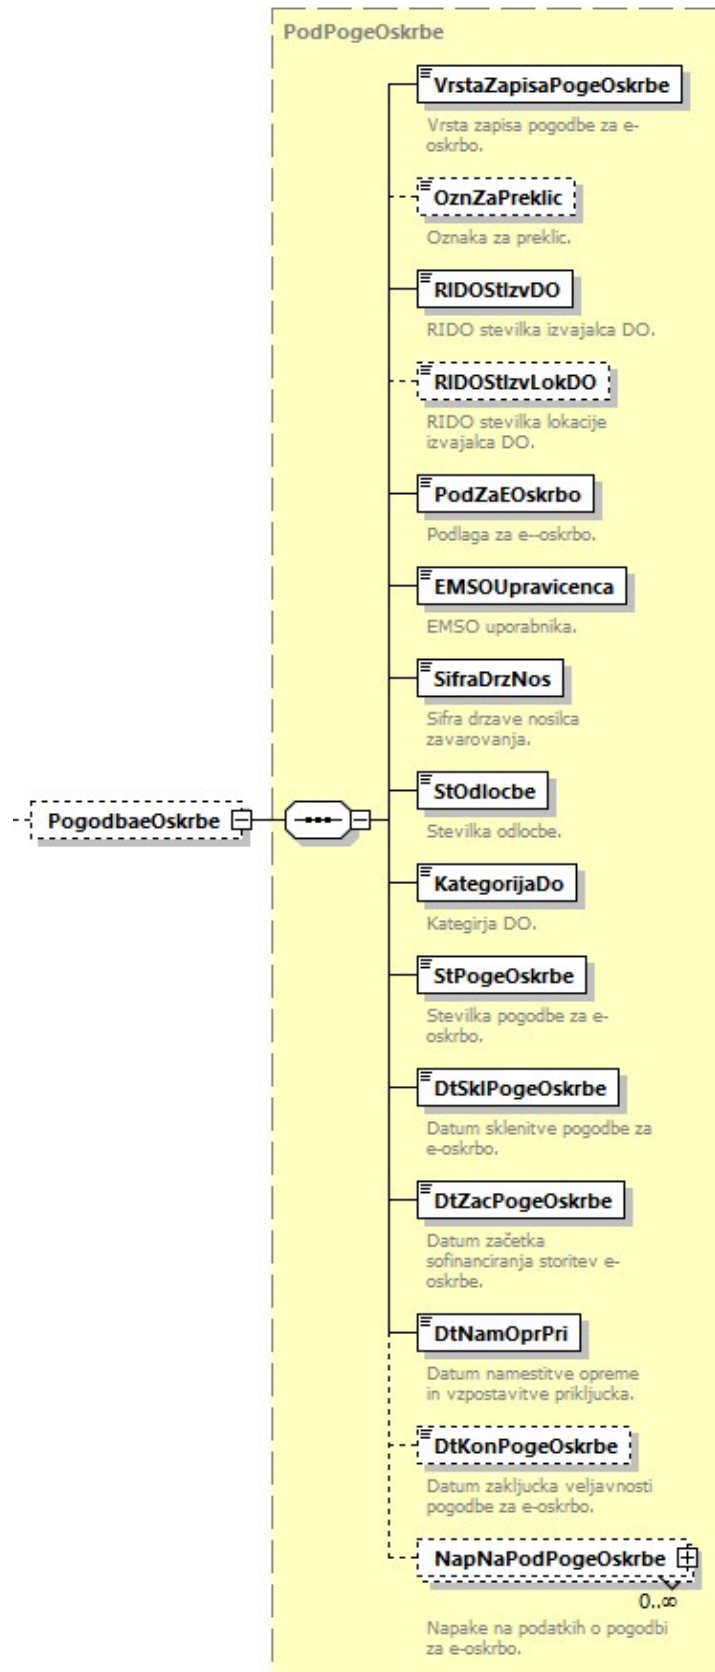 PodPogeOskrbe
VrstaZapisaPogeOskrbe
Vrsta zapisa pogodbe za e-
oskrbo.
OznZaPreklic
Oznaka za preklic.
RIDOStIzvDO
RIDO stevilka izvajalca DO.
RIDOStIzvLokDO
RIDO stevilka lokacije
izvajalca DO.
PodZaEOskrbo
Podlaga za e--oskrbo.
EMSOUpravicenca
EMSO uporabnika.
SifraDrzNos
Sifra drzave nosilca
zavarovanja.
PogodbaeOskrbe
StOdlocbe
Stevilka odlocbe.
KategorijaDo
Kategirja DO.
StPogeOskrbe
Stevilka pogodbe za e-
oskrbo.
DtSklPogeOskrbe
Datum sklenitve pogodbe za
e-oskrbo.
DtZacPogeOskrbe
Datum začetka
sofinanciranja storitev e-
oskrbe.
DtNamOprPri
Datum namestitve opreme
in vzpostavitve prikljucka.
DtKonPogeOskrbe
Datum zakljucka veljavnosti
pogodbe za e-oskrbo.
NapNaPodPogeOskrbe
0..∞
Napake na podatkih o pogodbi
za e-oskrbo.